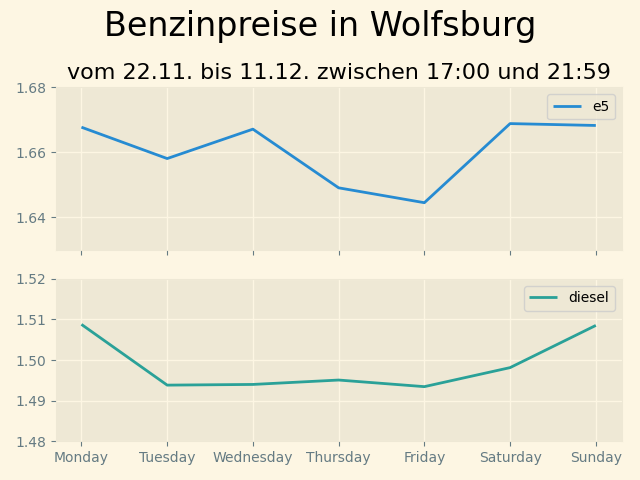 Benzinpreise in Wolfsburg
vom 22.11. bis 11.12. zwischen 17:00 und 21:59
1.68
e5
1.66
1.64
1.52
diesel
1.51
1.50
1.49
1.48
Monday Tuesday Wednesday Thursday Friday Saturday Sunday